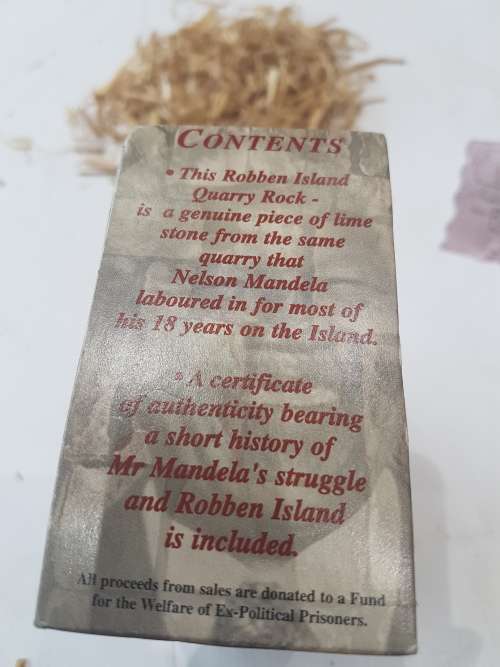 CONTENTS
• This Robben Island
Quarry Rock -
is a genuine piece of lime
stone from the same
quarry that
Nelson Mandela
laboured in for most of
his 18 years on the Island.
• A certificate
of authenticity bearing
a short history of
Mr Mandela's struggle
and Robben Island
is included.
All proceeds from sales are donated to a Fund
for the Welfare of Ex-Political Prisoners.